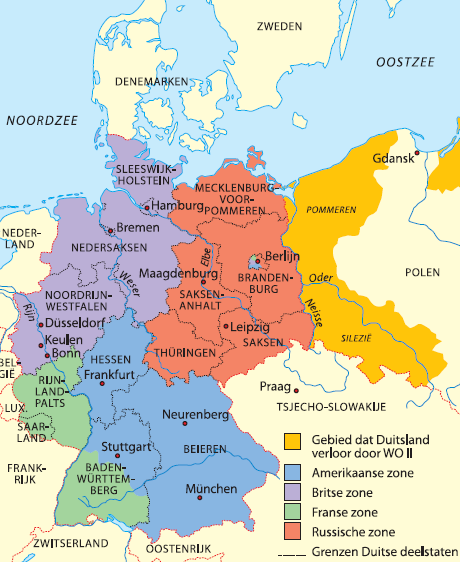 ZWEDEN
OOSTZEE
DENEMARKEN
NOORDZEE
Gdansk
SLEESWIJK-
HOLSTEIN
MECKLENBURG-
VOOR-
POMMEREN
Hamburg
POMMEREN
Bremen
NEDER-
LAND
NEDERSAKSEN
Elbe
Berlijn
POLEN
Maagdenburg
Weser
BRANDEN-
BURG
Oder
NOORDRIJN-
WESTFALEN
SAKSEN-
ANHALT
Neisse
Rijn
Düsseldorf
Leipzig
SILEZIË
Keulen
SAKSEN
Bonn
THÜRINGEN
HESSEN
BEL-
GIË
Frankfurt
RIJN-
LAND-
PALTS
Praag
LUX.
TSJECHO-SLOWAKIJE
Neurenberg
SAAR-
LAND
Stuttgart
BEIEREN
FRANK-
RIJK
BADEN-
WÜRTTEM-
BERG
München
ZWITSERLAND
OOSTENRIJK
Gebied dat Duitsland
verloor door WO II
Amerikaanse zone
Britse zone
Franse zone
Russische zone
Grenzen Duitse deelstaten